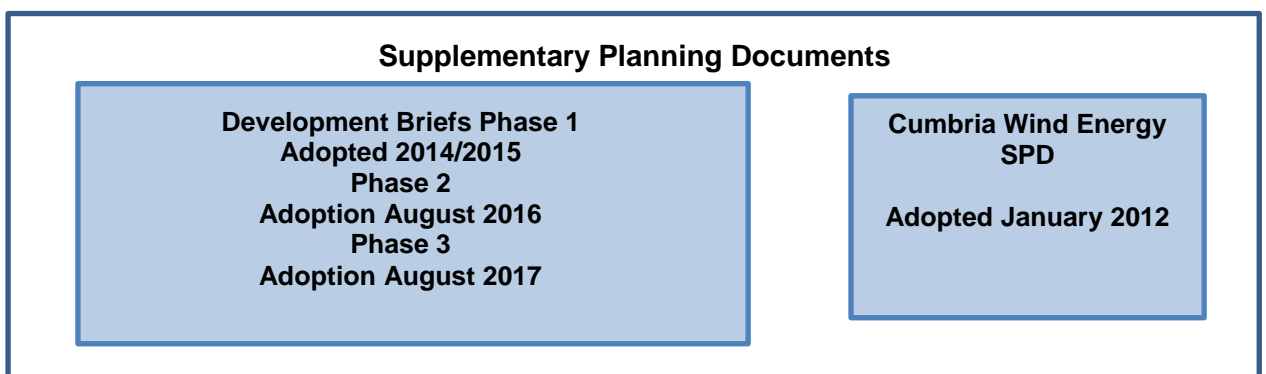 Supplementary Planning Documents
Development Briefs Phase 1
Adopted 2014/2015
Phase 2
Adoption August 2016
Phase 3
Adoption August 2017
Cumbria Wind Energy
SPD
Adopted January 2012